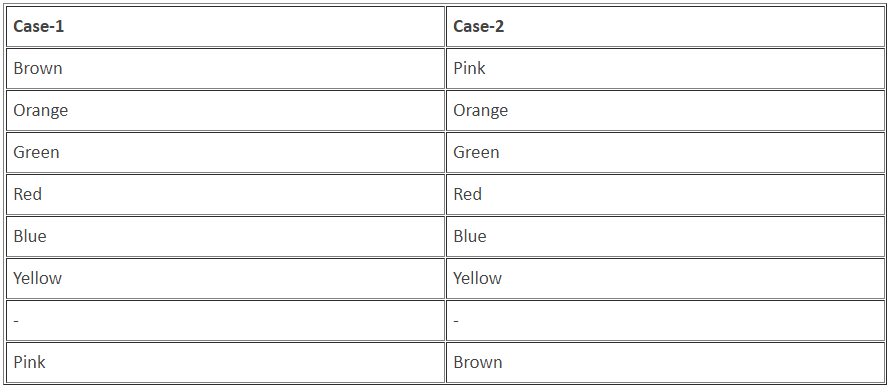 Case-1 Case-2
Brown Pink
Orange Orange
Green Green
Red Red
Blue Blue
Yellow Yellow
- -
Pink Brown